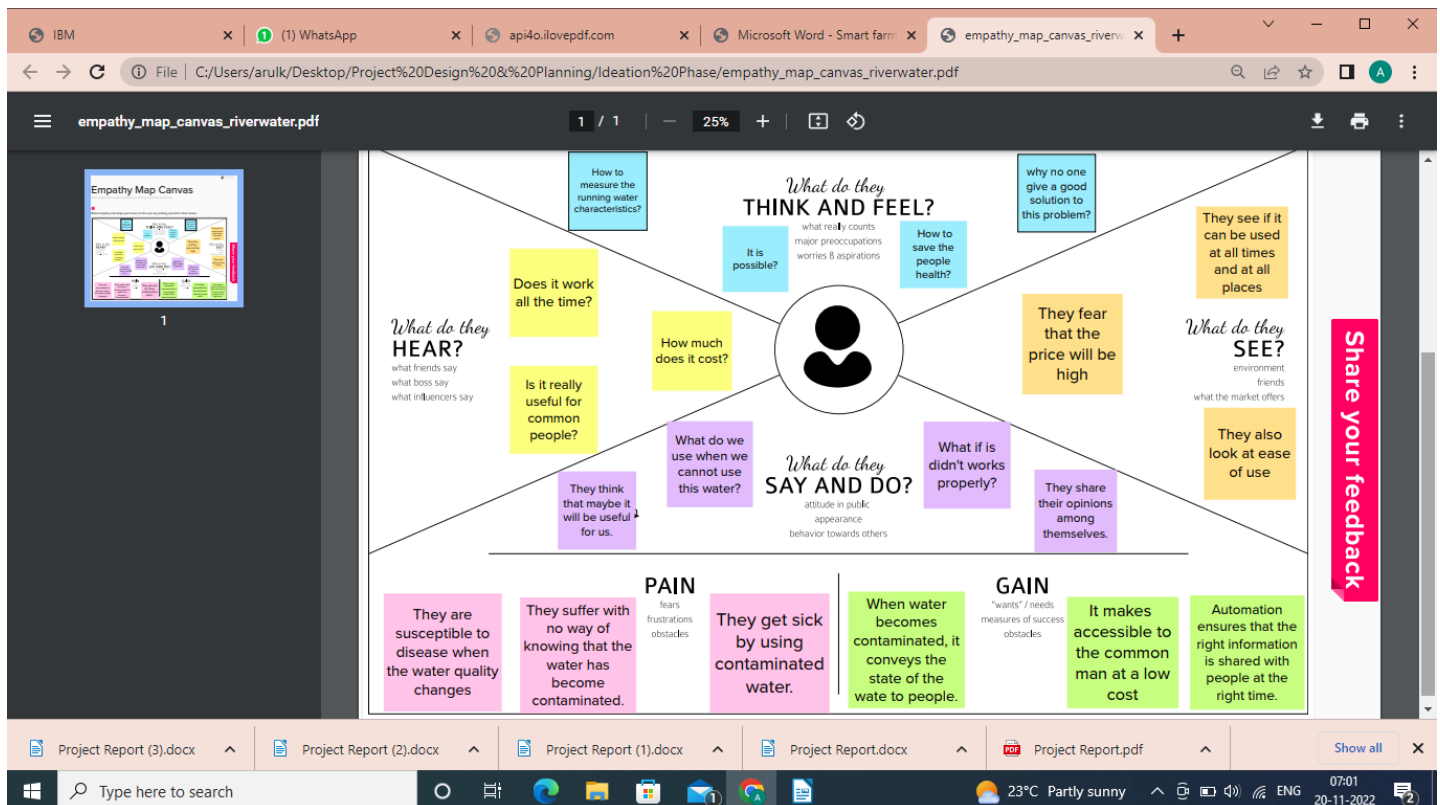 IBM
(1) WhatsApp
api4o.ilovepdf.com
Microsoft Word - Smart farm
empathy_map_canvas_riverw
File
C:/Users/arulk/Desktop/Project%20Design%20&%20Planning/Ideation%20Phase/empathy_map_canvas_riverwater.pdf
A
empathy_map_canvas_riverwater.pdf
1 / 1
25%
Empathy Map Canvas
1
How to
measure the
running water
characteristics?
What do they
THINK AND FEEL?
what really counts
major preoccupations
worries & aspirations
It is
possible?
How to
save the
people
health?
why no one
give a good
solution to
this problem?
They see if it
can be used
at all times
and at all
places
Does it work
all the time?
What do they
HEAR?
what friends say
what boss say
what influencers say
How much
does it cost?
Is it really
useful for
common
people?
They fear
that the
price will be
high
What do they
SEE?
environment
friends
what the market offers
They also
look at ease
of use
Share your feedback
What do we
use when we
cannot use
this water?
They think
that maybe it
will be useful
for us.
What do they
SAY AND DO?
attitude in public
appearance
behavior towards others
What if is
didn't works
properly?
They share
their opinions
among
themselves.
PAIN
fears
frustrations
obstacles
They are
susceptible to
disease when
the water quality
changes
They suffer with
no way of
knowing that the
water has
become
contaminated.
They get sick
by using
contaminated
water.
GAIN
"wants" / needs
measures of success
obstacles
When water
becomes
contaminated, it
conveys the
state of the
wate to people.
It makes
accessible to
the common
man at a low
cost
Automation
ensures that the
right information
is shared with
people at the
right time.
Project Report (3).docx
Project Report (2).docx
Project Report (1).docx
Project Report.docx
Project Report.pdf
Show all
Type here to search
23°C Partly sunny
ENG
07:01
20-11-2022